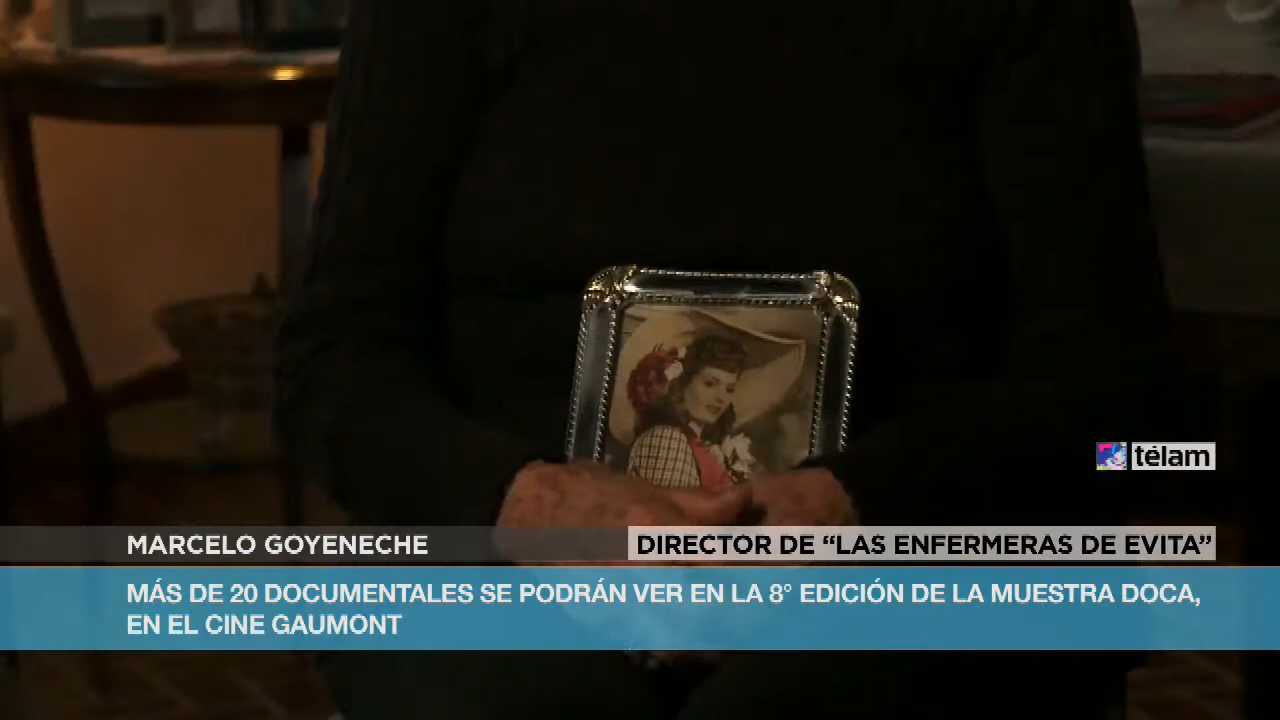 télam
MARCELO GOYENECHE
DIRECTOR DE “LAS ENFERMERAS DE EVITA”
MÁS DE 20 DOCUMENTALES SE PODRÁN VER EN LA 8° EDICIÓN DE LA MUESTRA DOCA,
EN EL CINE GAUMONT